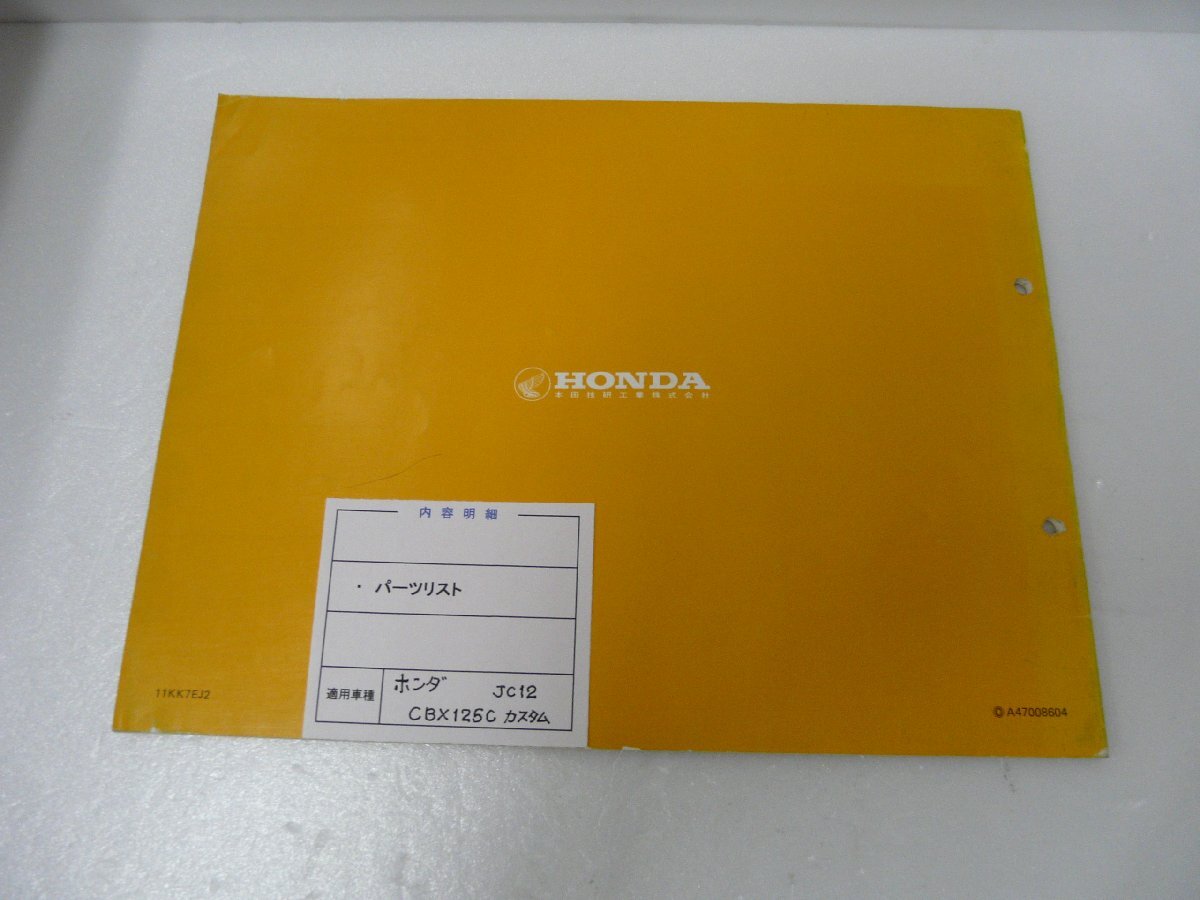 HONDA
本田技研工業株式会社
内容明細
・パーツリスト
適用車種
ホンダ JC12
CBX125C カスタム
11KK7EJ2
© A47008604